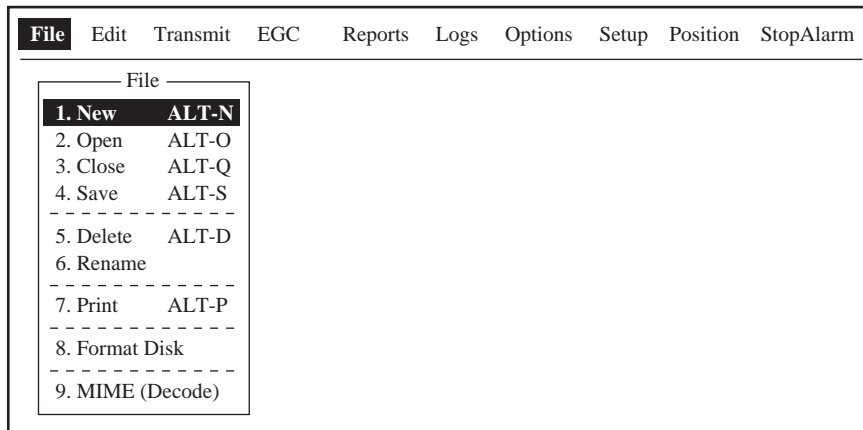 File Edit Transmit EGC Reports Logs Options Setup Position StopAlarm
File
1. New ALT-N
2. Open ALT-O
3. Close ALT-Q
4. Save ALT-S
5. Delete ALT-D
6. Rename
7. Print ALT-P
8. Format Disk
9. MIME (Decode)